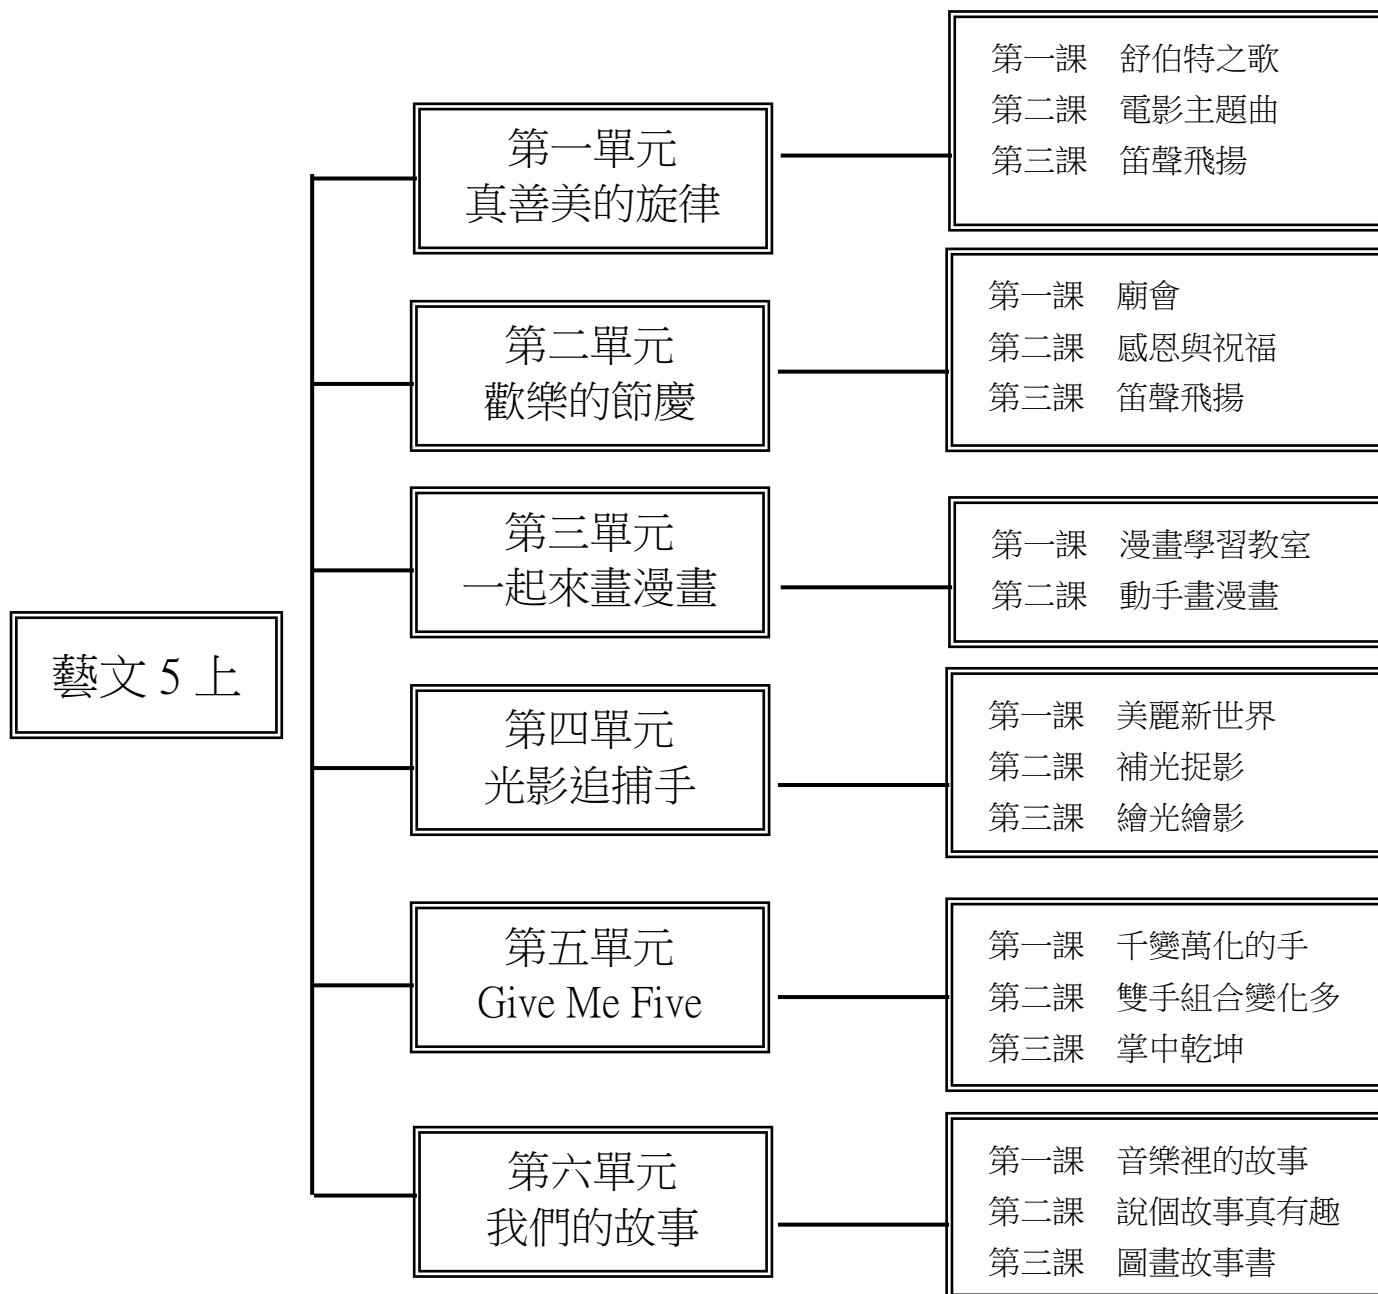 藝文 5 上
第一單元
真善美的旋律
第一課 舒伯特之歌
第二課 電影主題曲
第三課 笛聲飛揚
第二單元
歡樂的節慶
第一課 廟會
第二課 感恩與祝福
第三課 笛聲飛揚
第三單元
一起來畫漫畫
第一課 漫畫學習教室
第二課 動手畫漫畫
第四單元
光影追捕手
第一課 美麗新世界
第二課 補光捉影
第三課 繪光繪影
第五單元
Give Me Five
第一課 千變萬化的手
第二課 雙手組合變化多
第三課 掌中乾坤
第六單元
我們的故事
第一課 音樂裡的故事
第二課 說個故事真有趣
第三課 圖畫故事書